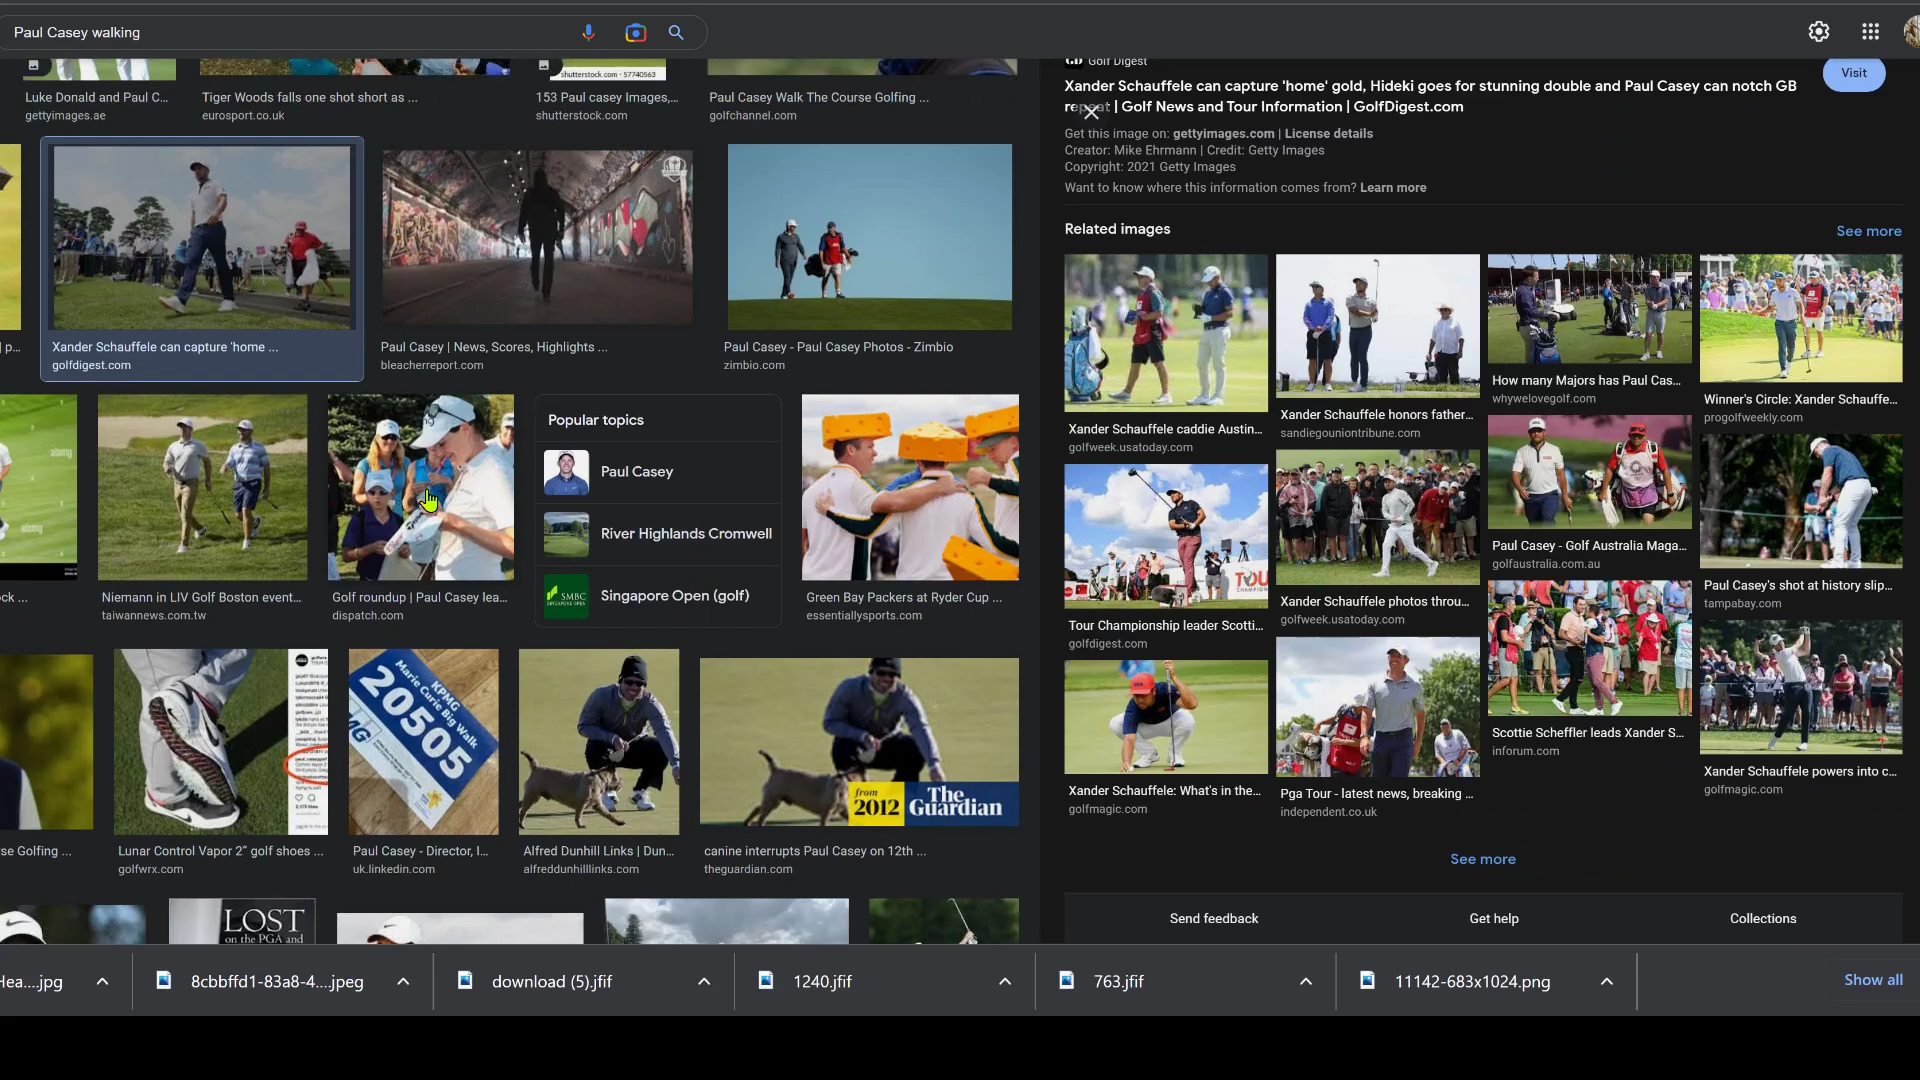 Paul Casey walking
Luke Donald and Paul C...
gettyimages.ae
Tiger Woods falls one shot short as ...
eurosport.co.uk
shutterstock.com · 57740563
153 Paul casey Images,...
shutterstock.com
Paul Casey Walk The Course Golfing ...
golfchannel.com
Xander Schauffele can capture 'home ...
golfdigest.com
Paul Casey | News, Scores, Highlights ...
bleacherreport.com
Paul Casey - Paul Casey Photos - Zimbio
zimbio.com
| p...
ock ...
alamy
alamy
Niemann in LIV Golf Boston event...
taiwannews.com.tw
Golf roundup | Paul Casey lea...
dispatch.com
Popular topics
Paul Casey
River Highlands Cromwell
SMBC
Singapore Open (golf)
Green Bay Packers at Ryder Cup ...
essentiallysports.com
se Golfing ...
Lunar Control Vapor 2" golf shoes ...
golfwrx.com
KPMG
Marie Curie Big Walk
20505
Paul Casey - Director, I...
uk.linkedin.com
Alfred Dunhill Links | Dun...
alfreddunhilllinks.com
from
2012
The
Guardian
canine interrupts Paul Casey on 12th ...
theguardian.com
LOST
on the PGA and
Golf Digest
Xander Schauffele can capture 'home' gold, Hideki goes for stunning double and Paul Casey can notch GB
repeat | Golf News and Tour Information | GolfDigest.com
Visit
Get this image on: gettyimages.com | License details
Creator: Mike Ehrmann | Credit: Getty Images
Copyright: 2021 Getty Images
Want to know where this information comes from? Learn more
Related images
See more
Xander Schauffele caddie Austin...
golfweek.usatoday.com
Xander Schauffele honors father...
sandiegouniontribune.com
How many Majors has Paul Cas...
whywelovegolf.com
Winner's Circle: Xander Schauffe...
progolfweekly.com
TOU
Tour Championship leader Scotti...
golfdigest.com
Xander Schauffele photos throu...
golfweek.usatoday.com
Paul Casey - Golf Australia Maga...
golfaustralia.com.au
Paul Casey's shot at history slip...
tampabay.com
Xander Schauffele: What's in the...
golfmagic.com
Pga Tour - latest news, breaking ...
independent.co.uk
Scottie Scheffler leads Xander S...
inforum.com
Xander Schauffele powers into c...
golfmagic.com
See more
Send feedback
Get help
Collections
Hea....jpg
8cbbffd1-83a8-4....jpeg
download (5).jfif
1240.jfif
763.jfif
11142-683x1024.png
Show all